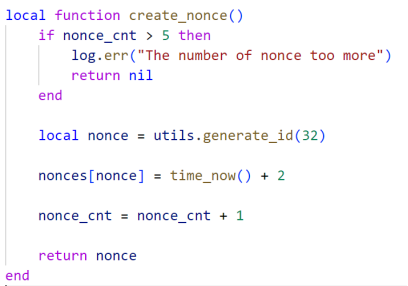 local function create_nonce()
    if nonce_cnt > 5 then
        log.err("The number of nonce too more")
        return nil
    end

    local nonce = utils.generate_id(32)

    nonces[nonce] = time_now() + 2

    nonce_cnt = nonce_cnt + 1

    return nonce
end